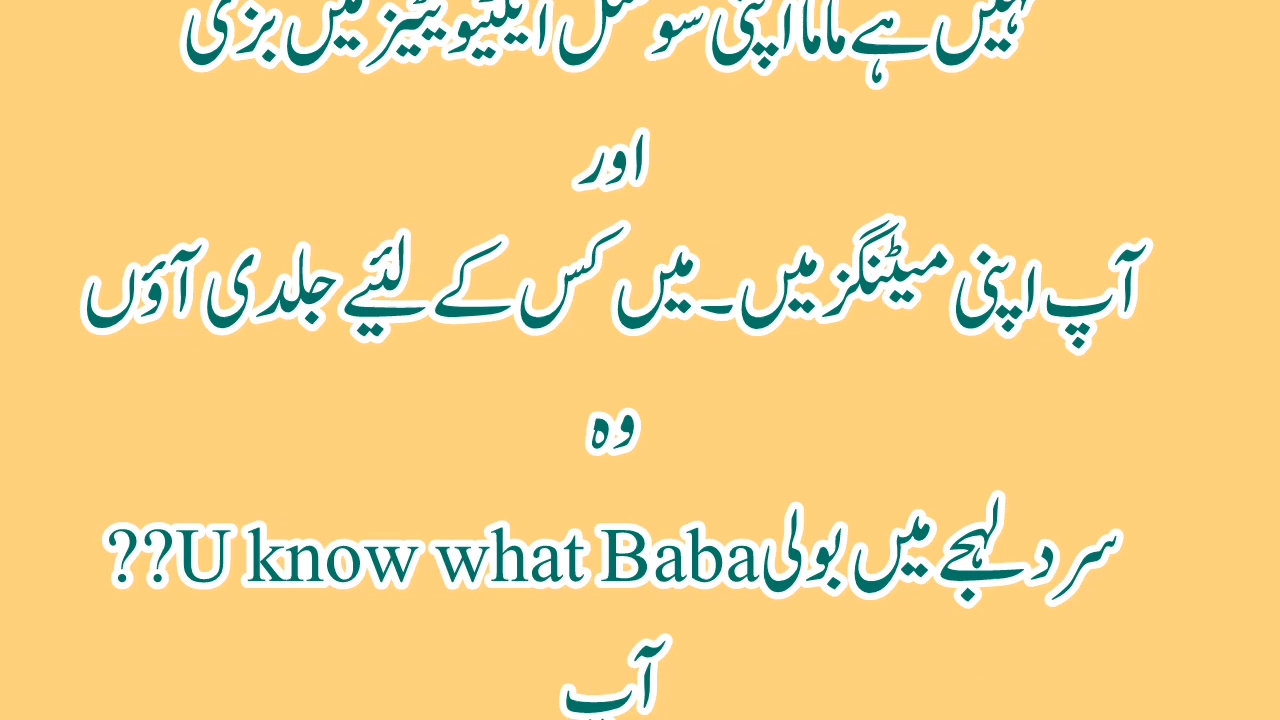 نہیں ہے ماما اپنی سوشل ایکٹیویٹیز میں بزی
اور
آپ اپنی میٹنگز میں۔ میں کس کے لئیے جلدی آؤں
وہ
سرد لہجے میں بولی U know what Baba??
آپ